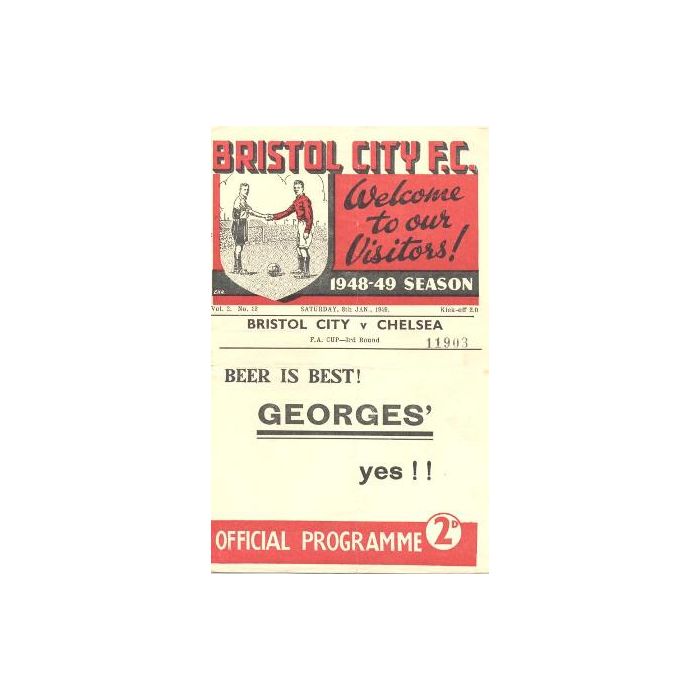 BRISTOL CITY F.C.
Welcome
to our
Visitors!
1948-49 SEASON
Vol. 2. No. 12 SATURDAY, 8th JAN., 1949. Kick-off 2.0
BRISTOL CITY v CHELSEA
F.A. CUP—3rd Round 11903
BEER IS BEST!
GEORGES'
yes!!
OFFICIAL PROGRAMME 2D